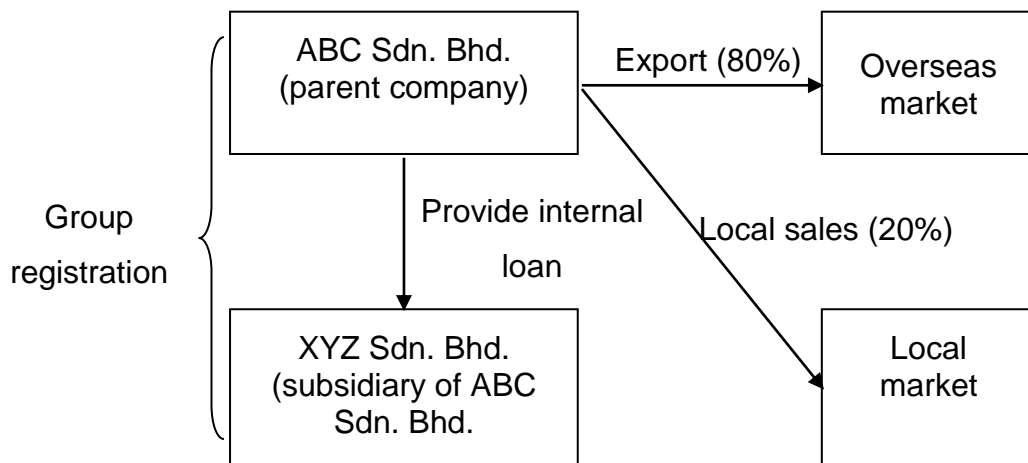 ABC Sdn. Bhd.
(parent company)
Export (80%)
Overseas
market
Group
registration
Provide internal
loan
Local sales (20%)
XYZ Sdn. Bhd.
(subsidiary of ABC
Sdn. Bhd.
Local
market